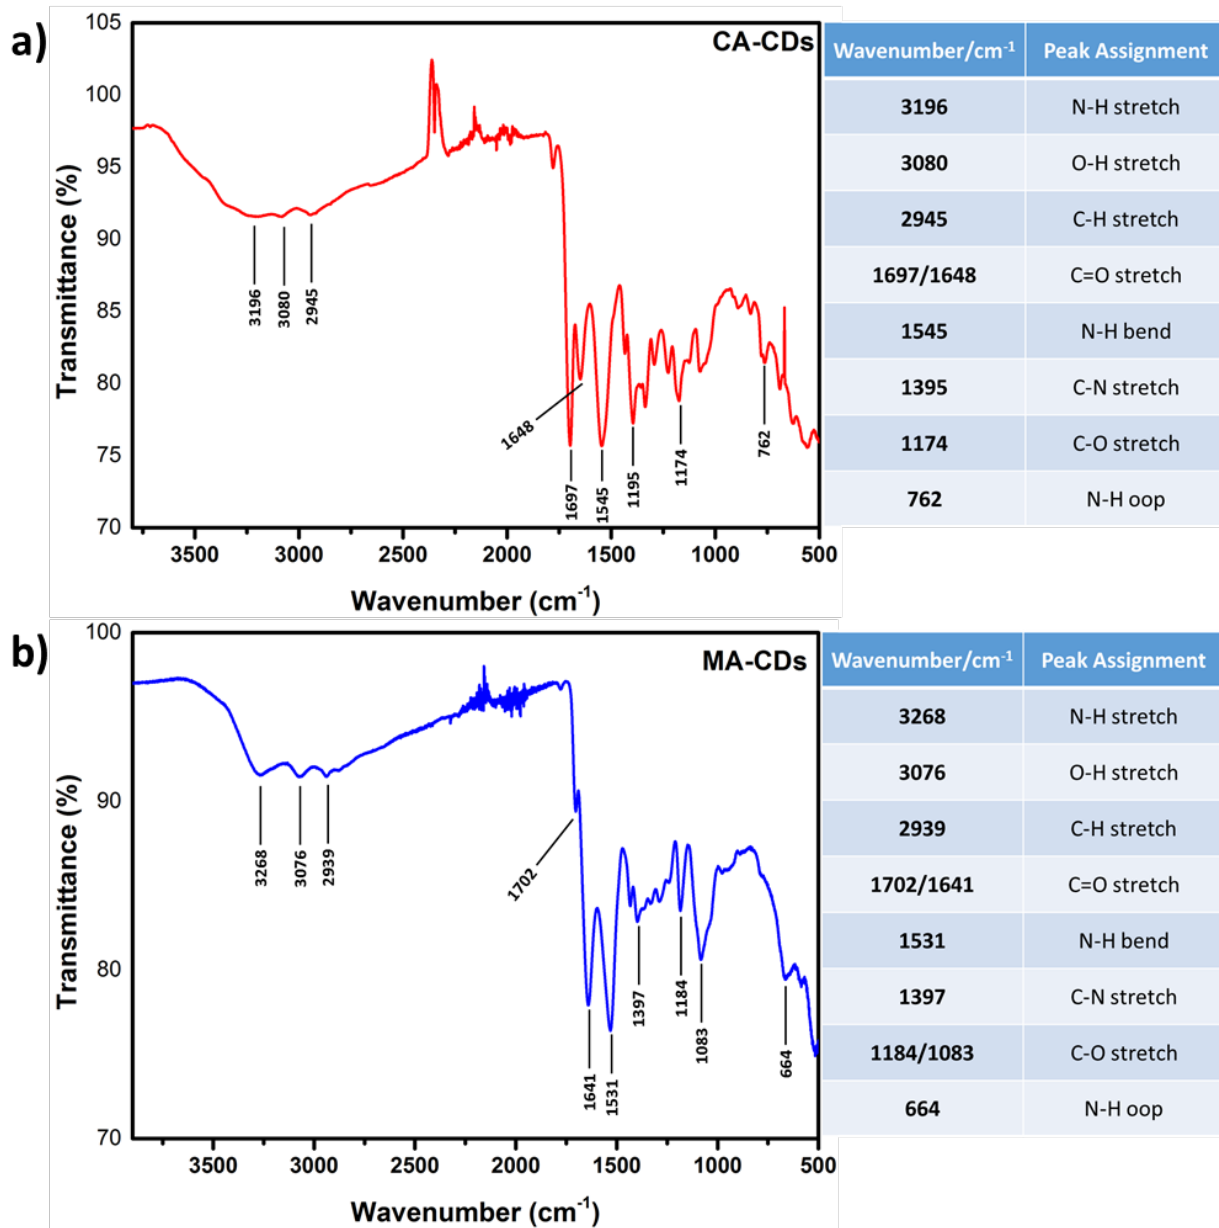 a)
CA-CDs
105
100
95
90
85
80
75
70
Transmittance (%)
3196
3080
2945
1648
1697
1545
1195
1174
762
3500 3000 2500 2000 1500 1000 500
Wavenumber (cm-1)
Wavenumber/cm-1 Peak Assignment
3196 N-H stretch
3080 O-H stretch
2945 C-H stretch
1697/1648 C=O stretch
1545 N-H bend
1395 C-N stretch
1174 C-O stretch
762 N-H oop
b)
MA-CDs
100
90
80
70
Transmittance (%)
3268
3076
2939
1702
1641
1531
1397
1184
1083
664
3500 3000 2500 2000 1500 1000 500
Wavenumber (cm-1)
Wavenumber/cm-1 Peak Assignment
3268 N-H stretch
3076 O-H stretch
2939 C-H stretch
1702/1641 C=O stretch
1531 N-H bend
1397 C-N stretch
1184/1083 C-O stretch
664 N-H oop